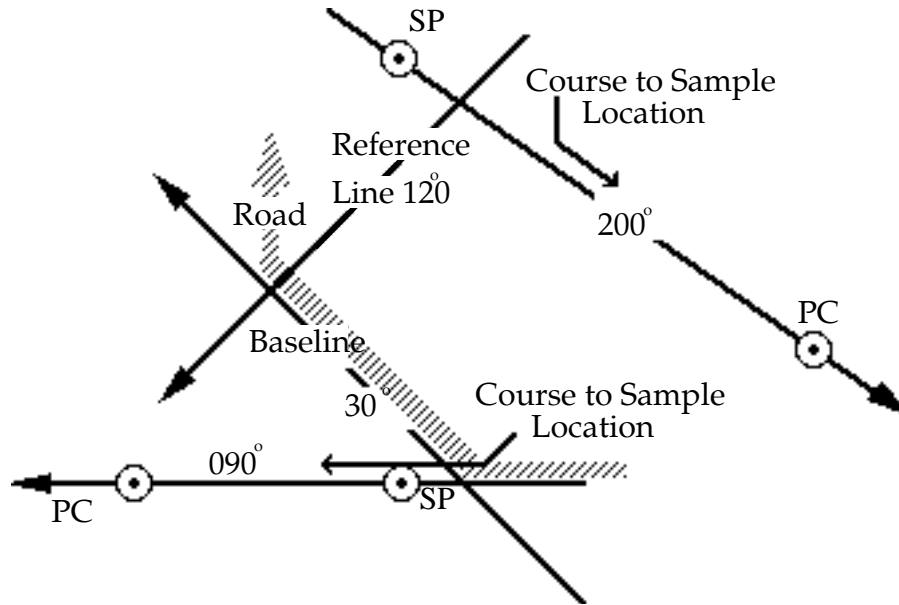 SP
Course to Sample
Location
Reference
Line 120°
Road
200°
PC
Baseline
30°
Course to Sample
Location
090°
PC
SP